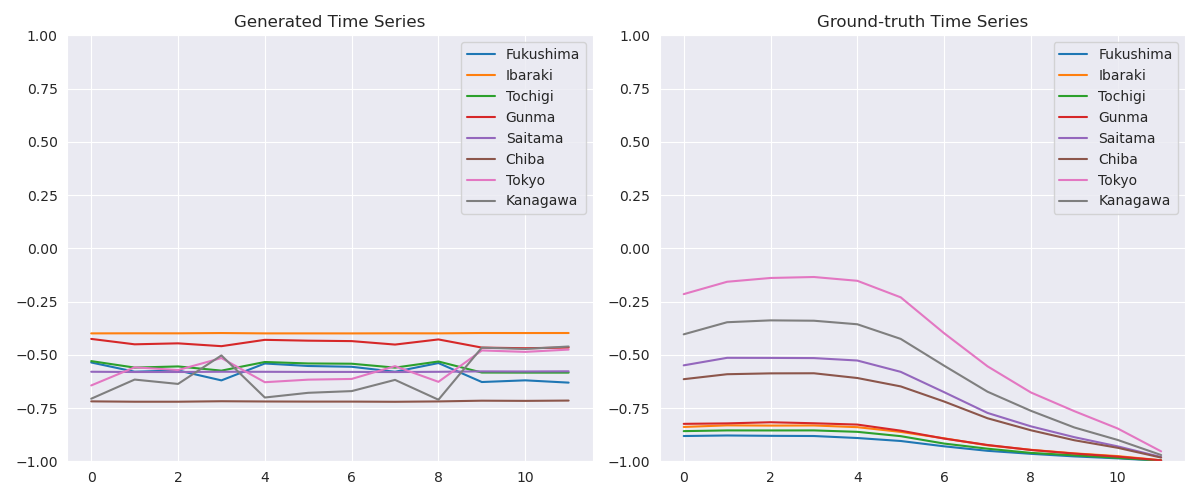 Generated Time Series
1.00
0.75
0.50
0.25
0.00
−0.25
−0.50
−0.75
−1.00
0 2 4 6 8 10
Fukushima
Ibaraki
Tochigi
Gunma
Saitama
Chiba
Tokyo
Kanagawa
Ground-truth Time Series
1.00
0.75
0.50
0.25
0.00
−0.25
−0.50
−0.75
−1.00
0 2 4 6 8 10
Fukushima
Ibaraki
Tochigi
Gunma
Saitama
Chiba
Tokyo
Kanagawa